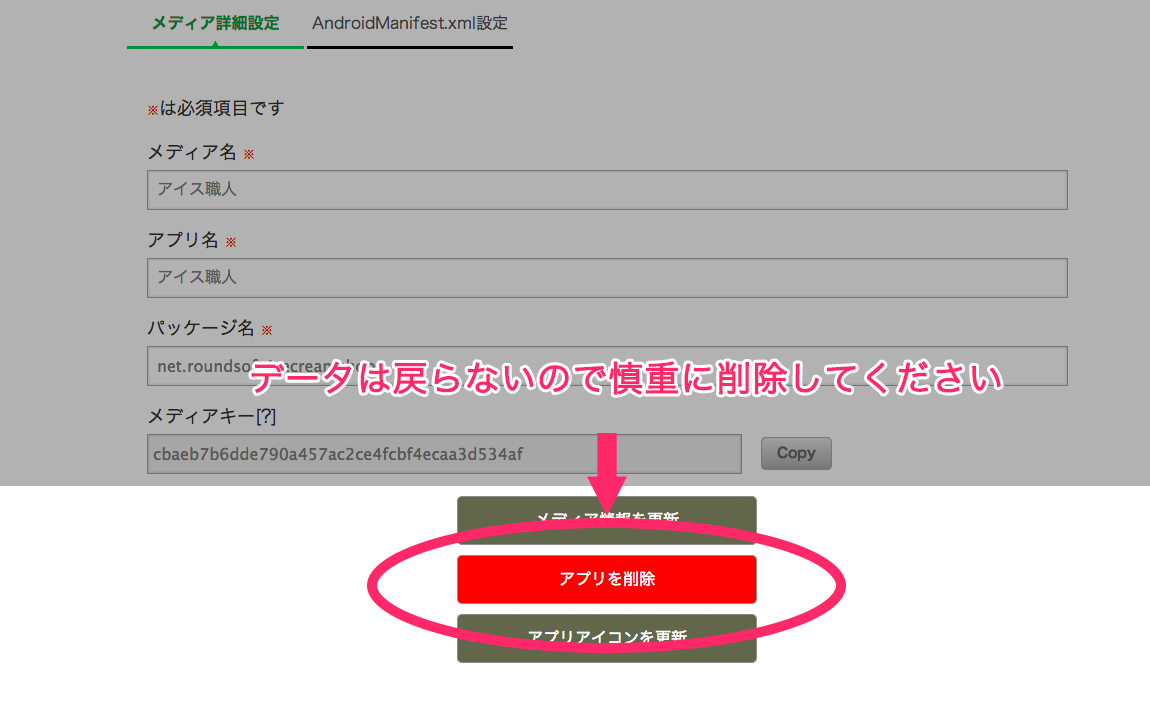 メディア詳細設定
AndroidManifest.xml設定
※は必須項目です
メディア名 ※
アイス職人
アプリ名 ※
アイス職人
パッケージ名 ※
データは戻らないので慎重に削除してください
メディアキー[?]
cbaeb7b6dde790a457ac2ce4fcbf4ecaa3d534af
Copy
メディア情報を更新
アプリを削除
アプリアイコンを更新